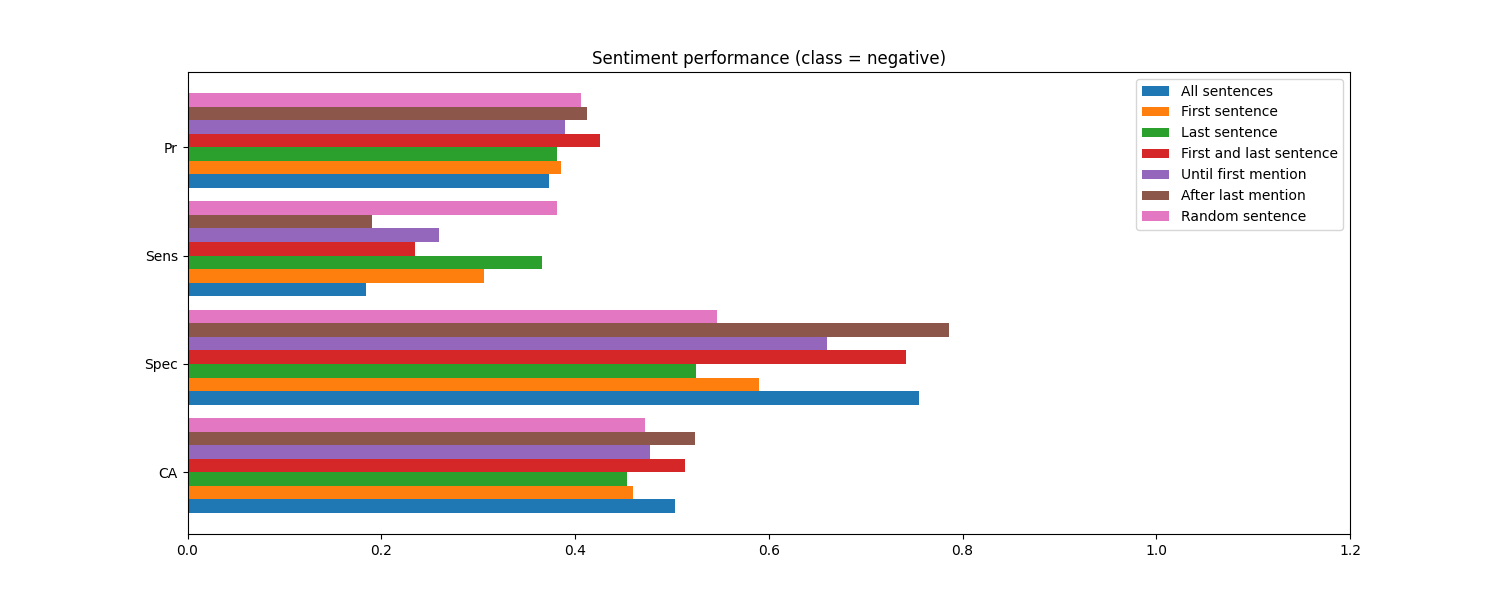 Sentiment performance (class = negative)
All sentences
First sentence
Last sentence
First and last sentence
Until first mention
After last mention
Random sentence
Pr
Sens
Spec
CA
0.0 0.2 0.4 0.6 0.8 1.0 1.2